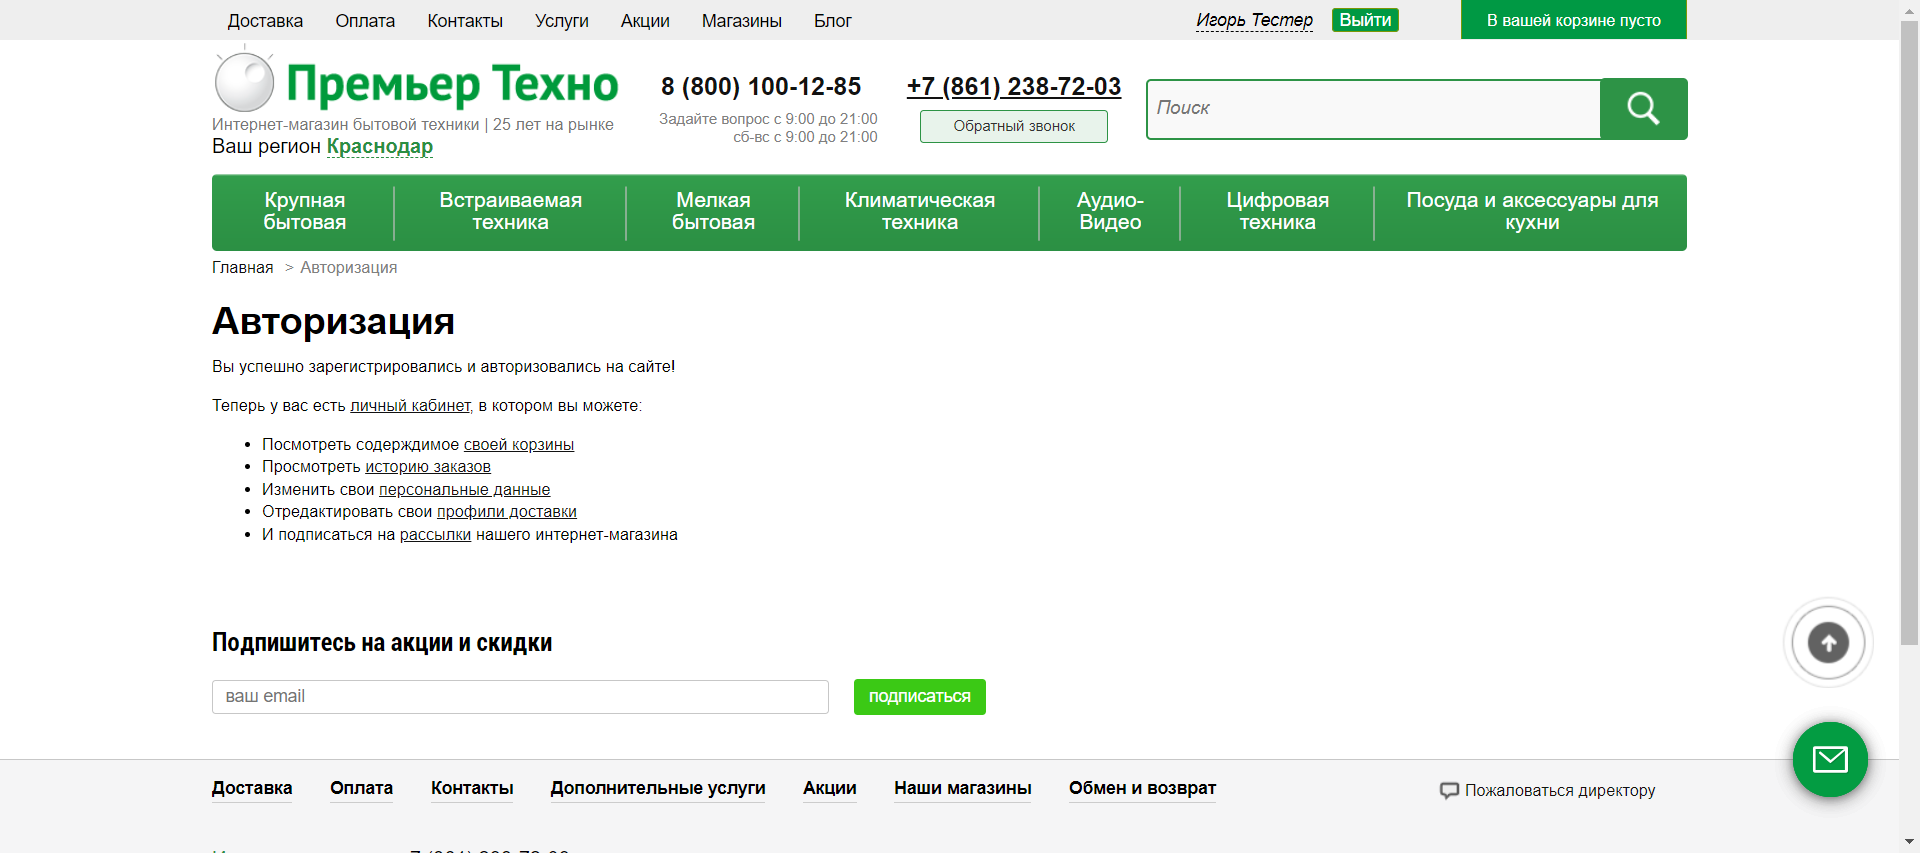 Доставка Оплата Контакты Услуги Акции Магазины Блог Игорь Тестер Выйти В вашей корзине пусто
Премьер Техно
Интернет-магазин бытовой техники | 25 лет на рынке
Ваш регион Краснодар
8 (800) 100-12-85
Задайте вопрос с 9:00 до 21:00
сб-вс с 9:00 до 21:00
+7 (861) 238-72-03
Обратный звонок
Поиск
Крупная
бытовая
Встраиваемая
техника
Мелкая
бытовая
Климатическая
техника
Аудио-
Видео
Цифровая
техника
Посуда и аксессуары для
кухни
Главная > Авторизация
Авторизация
Вы успешно зарегистрировались и авторизовались на сайте!
Теперь у вас есть личный кабинет, в котором вы можете:
• Посмотреть содерждимое своей корзины
• Просмотреть историю заказов
• Изменить свои персональные данные
• Отредактировать свои профили доставки
• И подписаться на рассылки нашего интернет-магазина
Подпишитесь на акции и скидки
ваш email подписаться
Доставка Оплата Контакты Дополнительные услуги Акции Наши магазины Обмен и возврат Пожаловаться директору